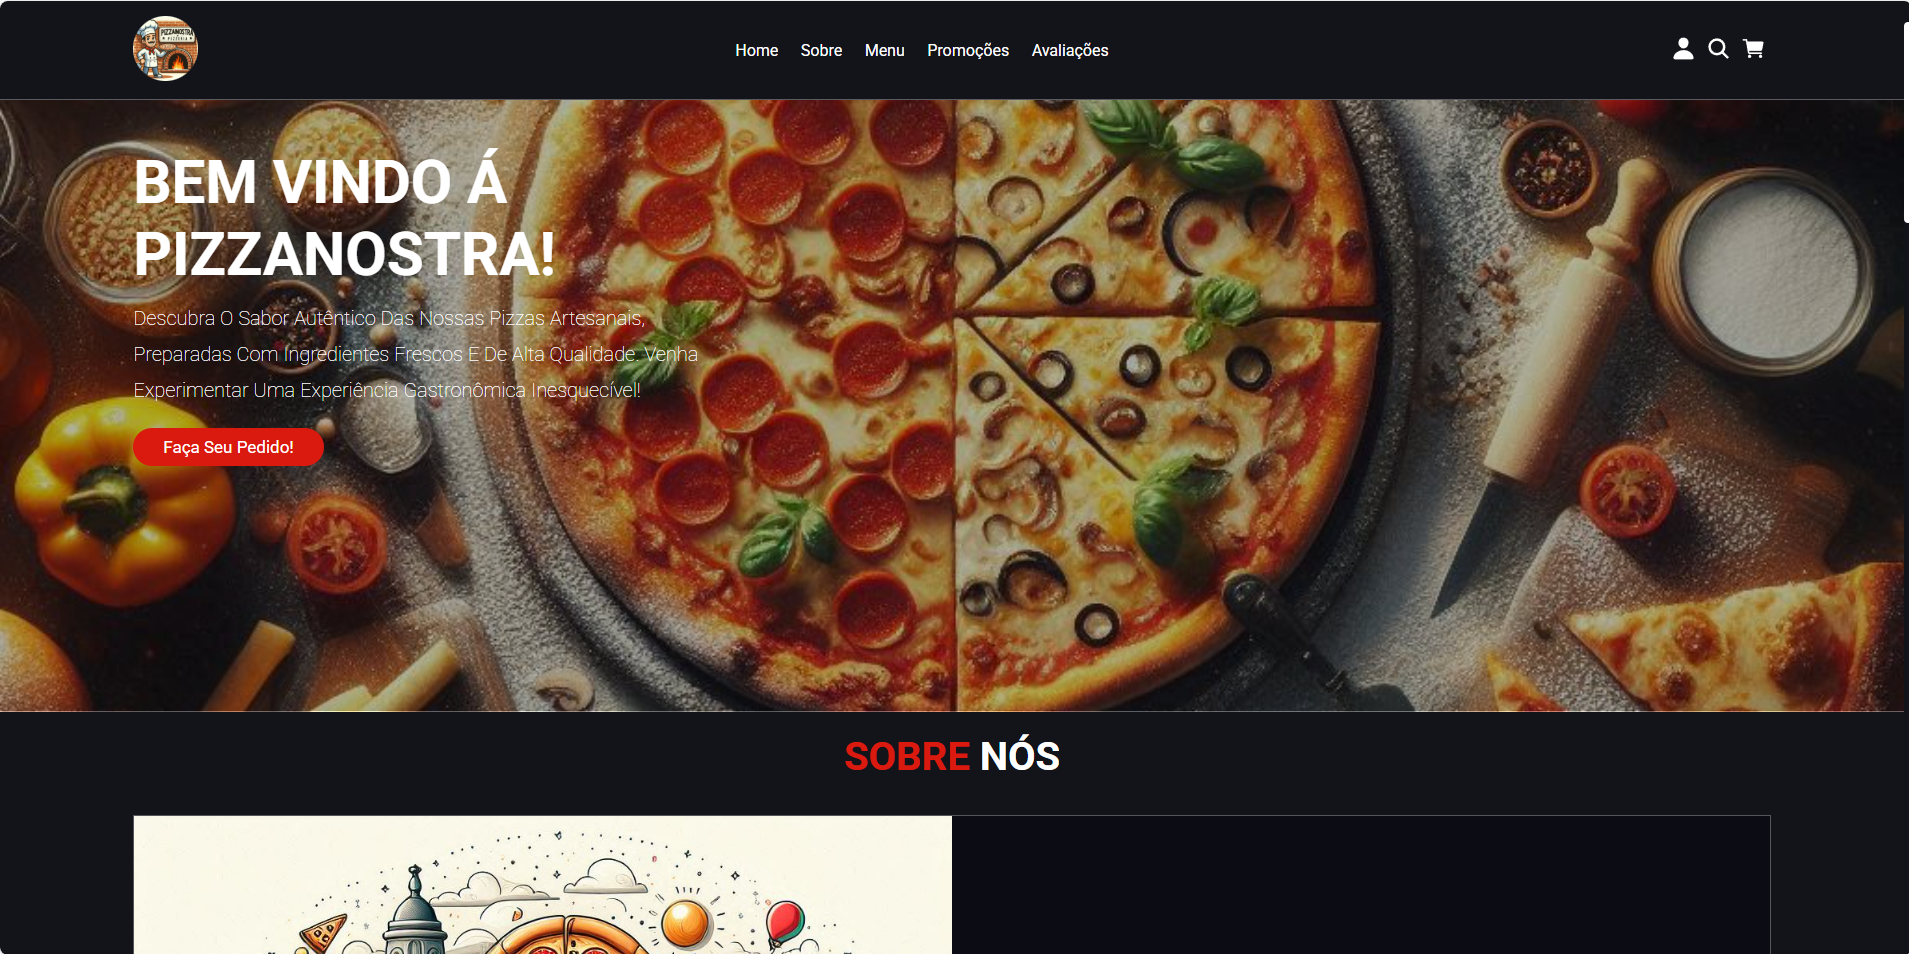 PIZZANOSTRA
PIZZERIA
Home Sobre Menu Promoções Avaliações
BEM VINDO Á
PIZZANOSTRA!
Descubra O Sabor Autêntico Das Nossas Pizzas Artesanais,
Preparadas Com Ingredientes Frescos E De Alta Qualidade. Venha
Experimentar Uma Experiência Gastronômica Inesquecível!
Faça Seu Pedido!
SOBRE NÓS